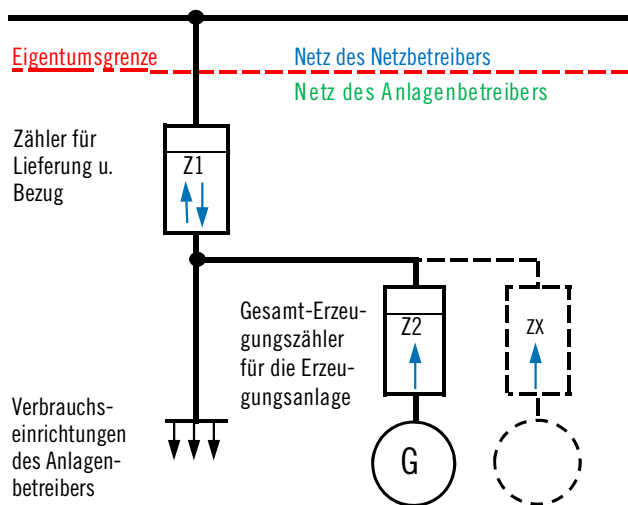 Eigentumsgrenze
Netz des Netzbetreibers
Netz des Anlagenbetreibers
Zähler für
Lieferung u.
Bezug
Z1
Gesamt-Erzeu-
gungszähler
für die Erzeu-
gungsanlage
Z2
ZX
Verbrauchs-
einrichtungen
des Anlagen-
betreibers
G